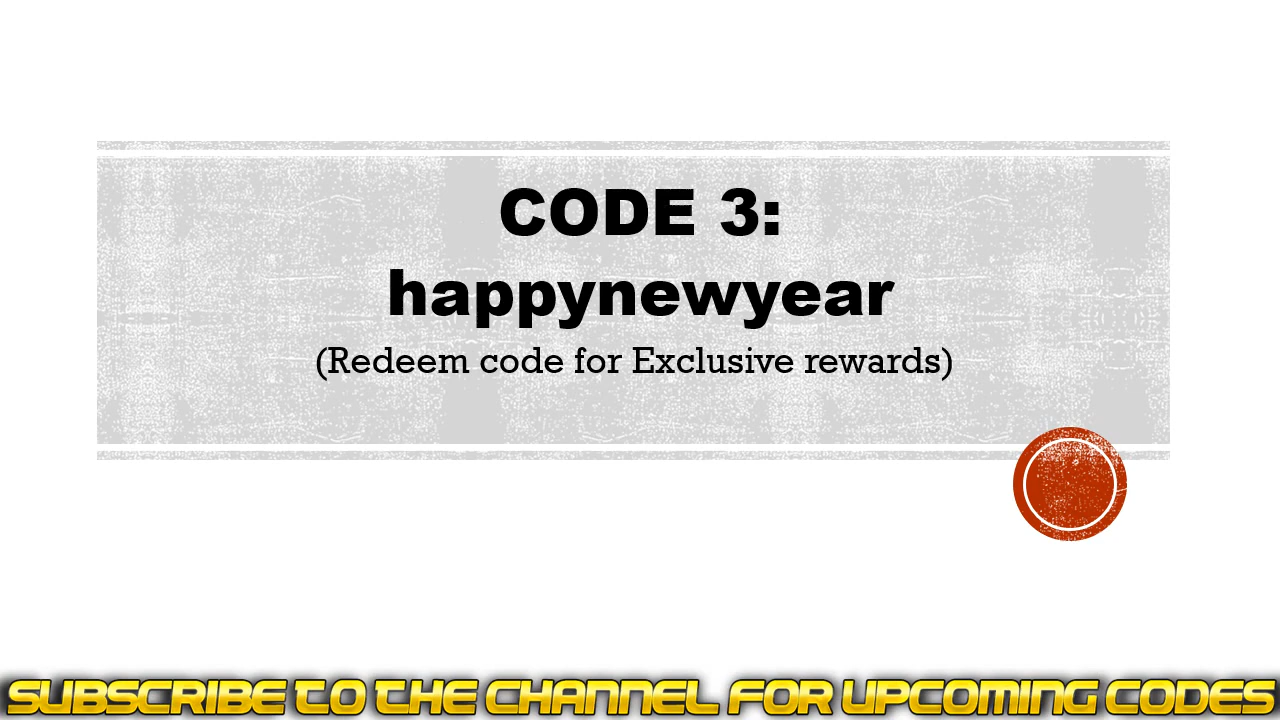 CODE 3:
happynewyear
(Redeem code for Exclusive rewards)
SUBSCRIBE TO THE CHANNEL FOR UPCOMING CODES